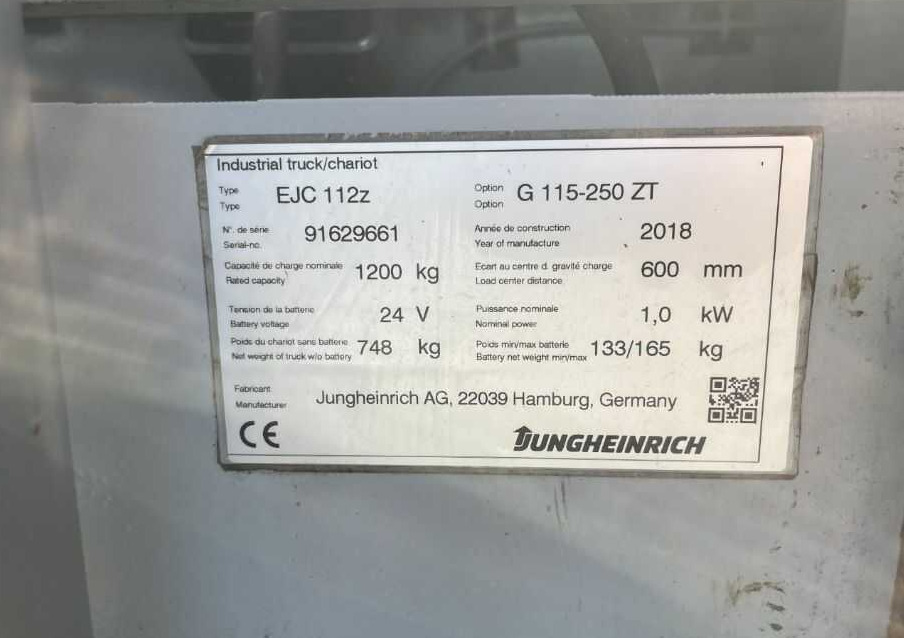 Industrial truck/chariot
Type
Type
EJC 112z
Option
Option
G 115-250 ZT
N°. de série
Serial-no.
91629661
Année de construction
Year of manufacture
2018
Capacité de charge nominale
Rated capacity
1200 kg
Ecart au centre d. gravité charge
Load center distance
600 mm
Tension de la batterie
Battery voltage
24 V
Puissance nominale
Nominal power
1,0 kW
Poids du chariot sans batterie
Net weight of truck w/o battery
748 kg
Poids min/max batterie
Battery net weight min/max
133/165 kg
Fabricant
Manufacturer
Jungheinrich AG, 22039 Hamburg, Germany
CE
JUNGHEINRICH